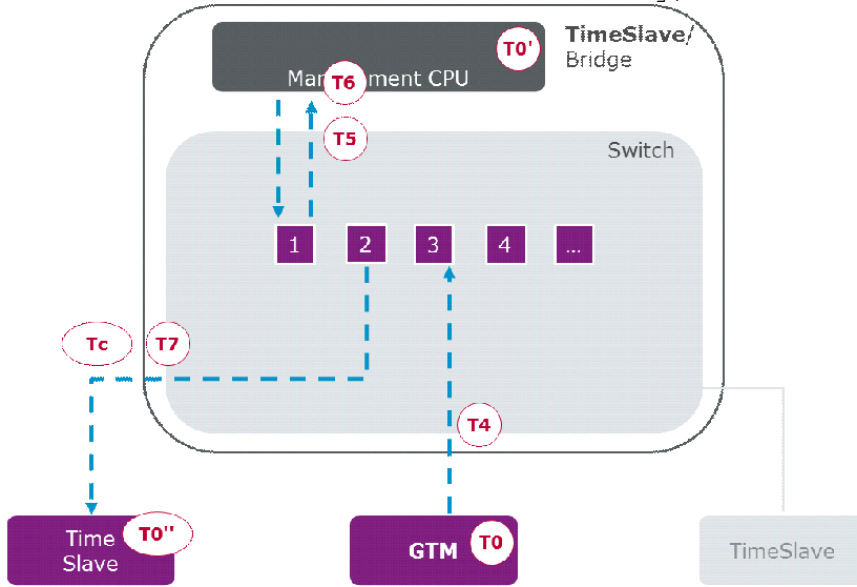 T0'
TimeSlave/
Bridge
T6
CPU
T5
Switch
1
2
3
4
...
Tc
T7
T4
Time
Slave
T0''
GTM
T0
TimeSlave